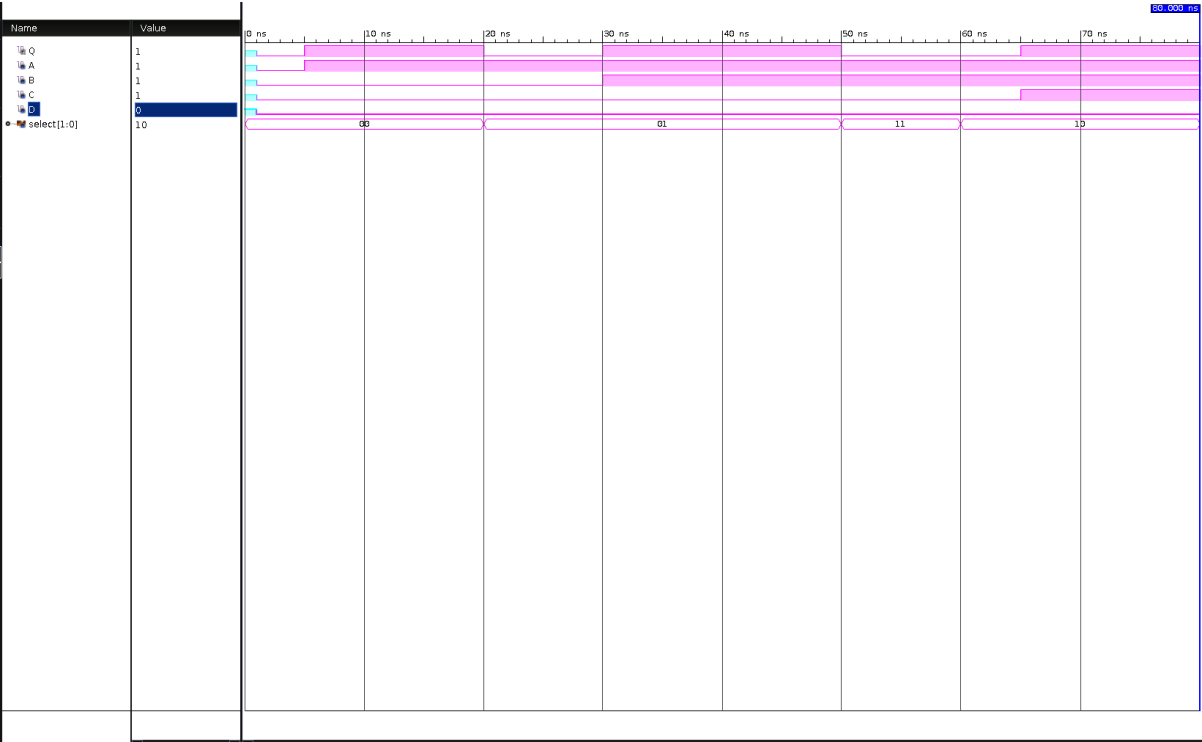 80.000 ns
Name Value
0 ns 10 ns 20 ns 30 ns 40 ns 50 ns 60 ns 70 ns
Q 1
A 1
B 1
C 1
D 0
select[1:0] 10 00 01 11 10